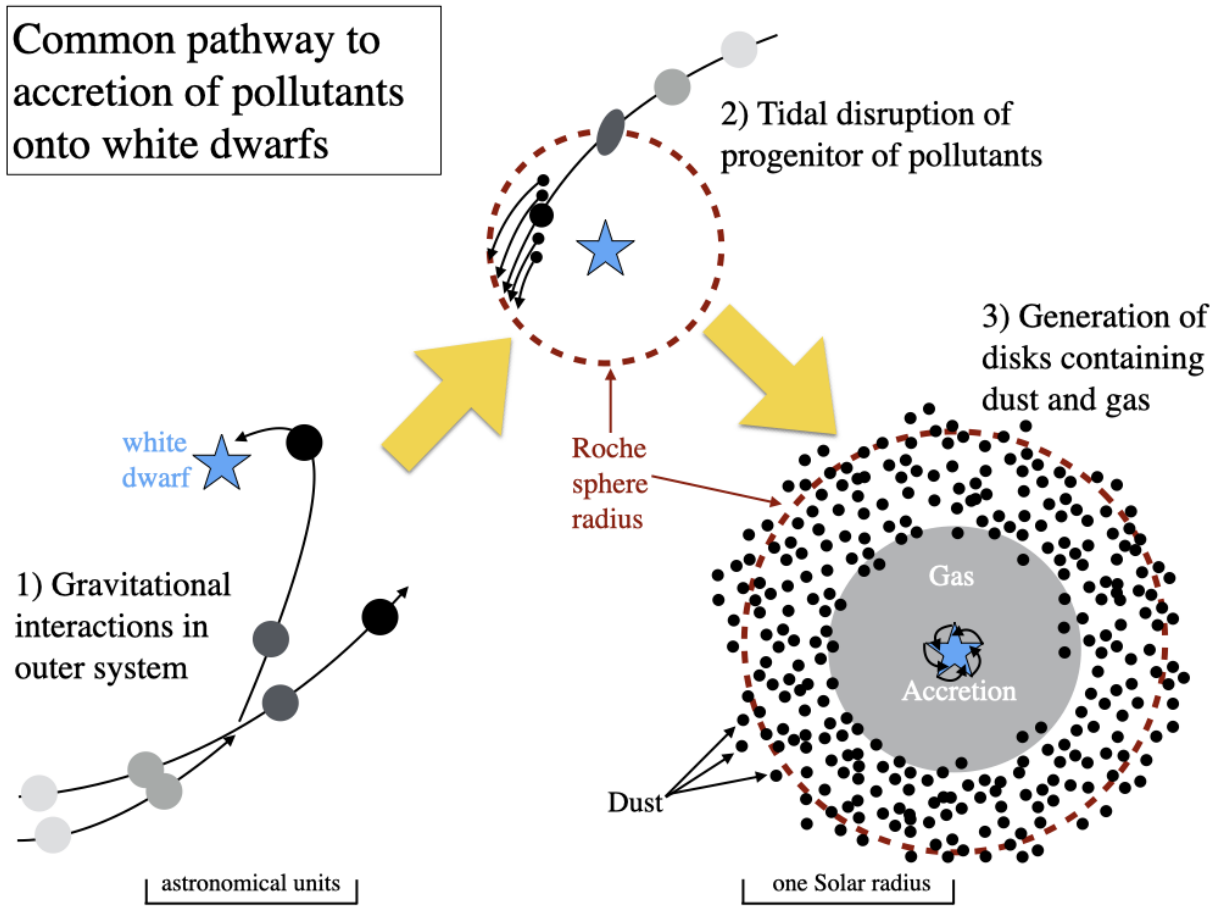 Common pathway to
accretion of pollutants
onto white dwarfs
2) Tidal disruption of
progenitor of pollutants
3) Generation of
disks containing
dust and gas
white
dwarf
Roche
sphere
radius
1) Gravitational
interactions in
outer system
Gas
Accretion
Dust
astronomical units
one Solar radius